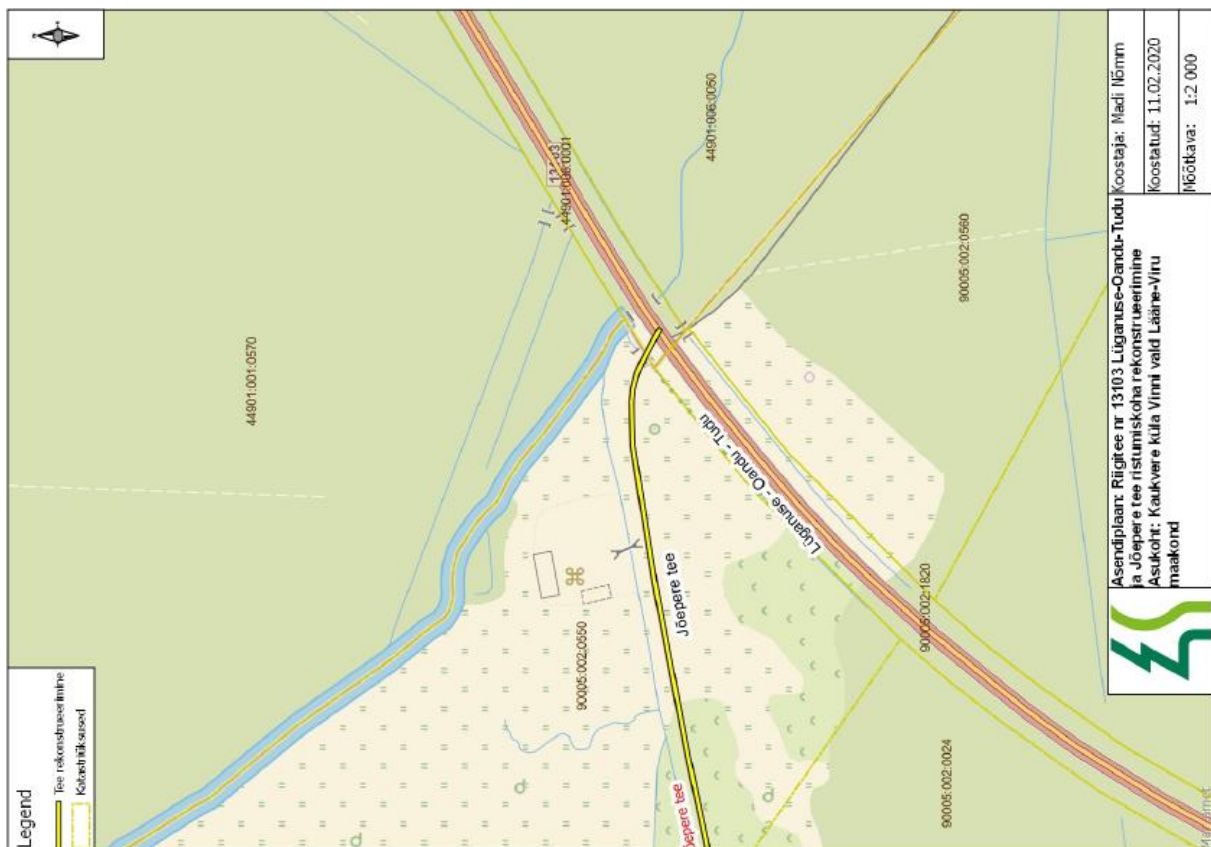 Legend
Tee rekonstrueerimine
Katastriüksused
44901:001:0570
13103
44901:006:0001
44901:006:0050
90005:002:0560
Lüganuse - Oandu - Tudu
Jõepere tee
90005:002:0550
90005:002:1820
90005:002:0024
Asendiplaan: Riigitee nr 13103 Lüganuse-Oandu-Tudu
ja Jõepere tee ristumiskoha rekonstrueerimine
Asukoht: Kaukvere küla Vinni vald Lääne-Viru
maakond
Koostaja: Madi Nõmm
Koostatud: 11.02.2020
Mõõtkava: 1:2 000